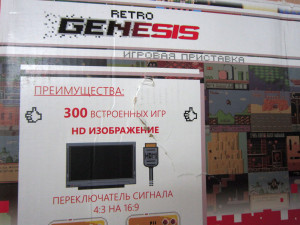 RETRO
GENESIS
ИГРОВАЯ ПРИСТАВКА
ПРЕИМУЩЕСТВА:
300 ВСТРОЕННЫХ ИГР
HD ИЗОБРАЖЕНИЕ
ПЕРЕКЛЮЧАТЕЛЬ СИГНАЛА
4:3 НА 16:9